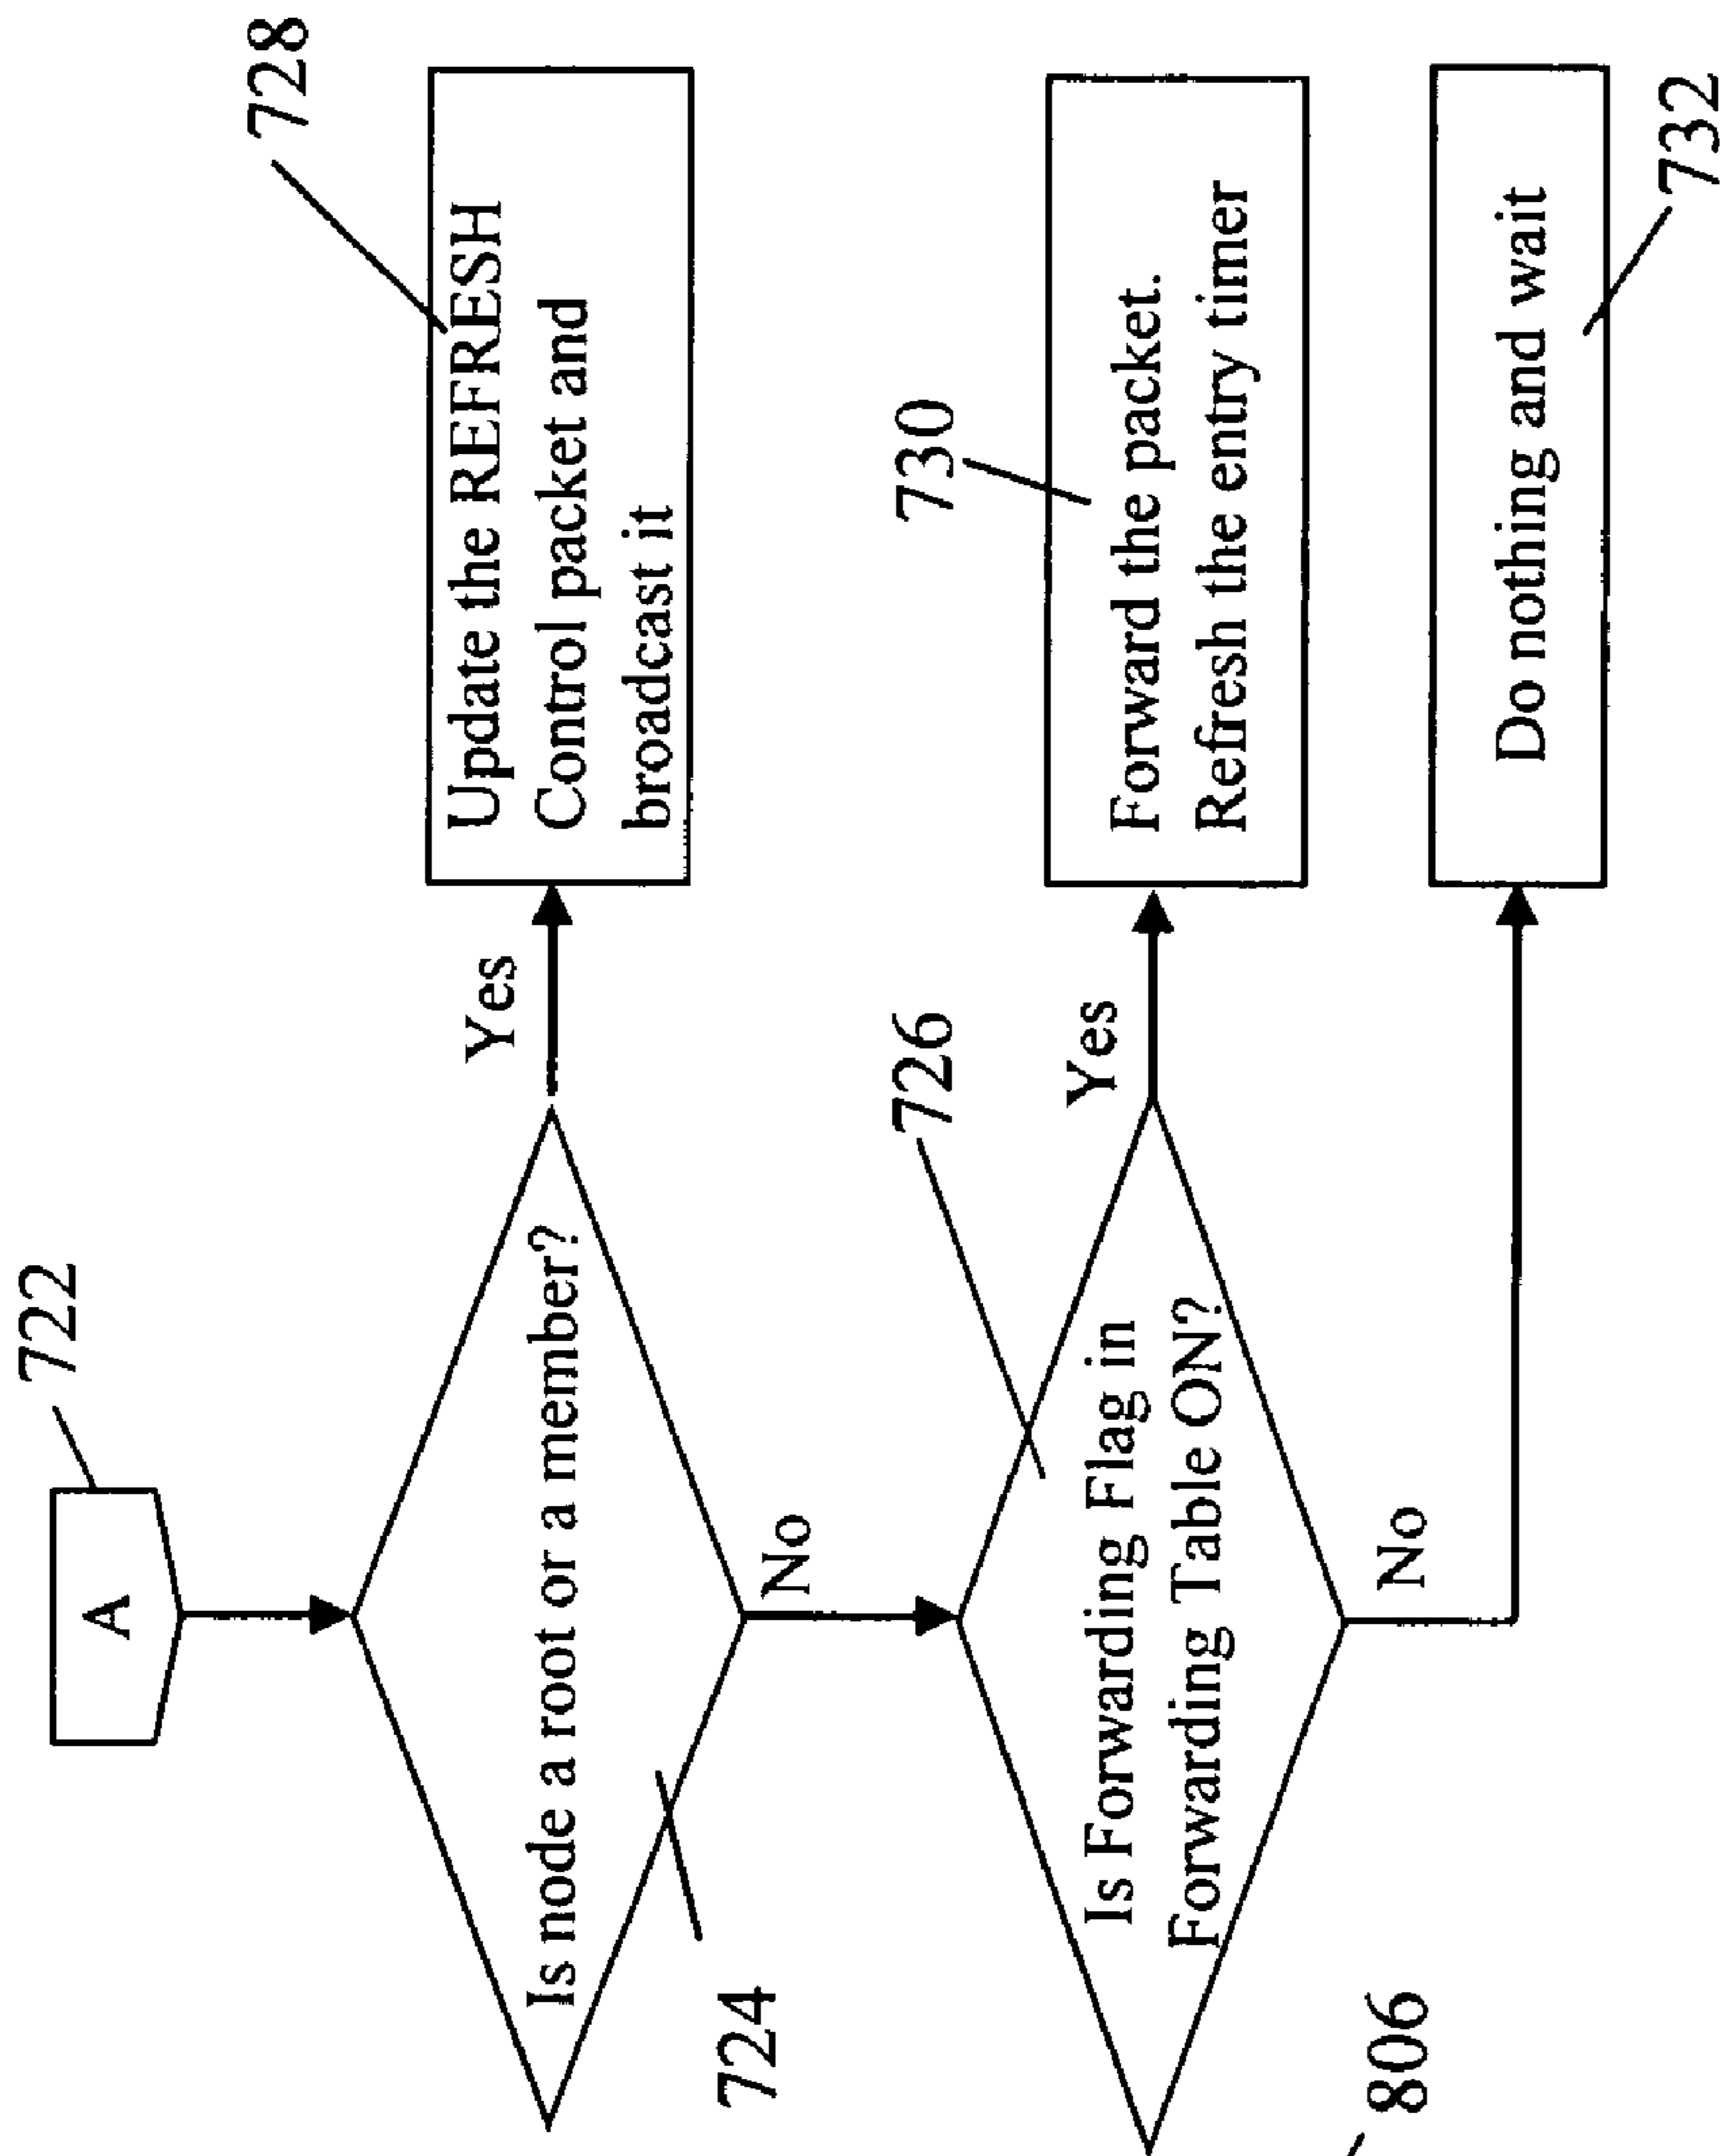 722
A
Is node a root or a member?
724
Yes
728
Update the REFRESH
Control packet and
broadcast it
No
726
Is Forwarding Flag in
Forwarding Table ON?
Yes
730
Forward the packet.
Refresh the entry timer
No
Do nothing and wait
732
806